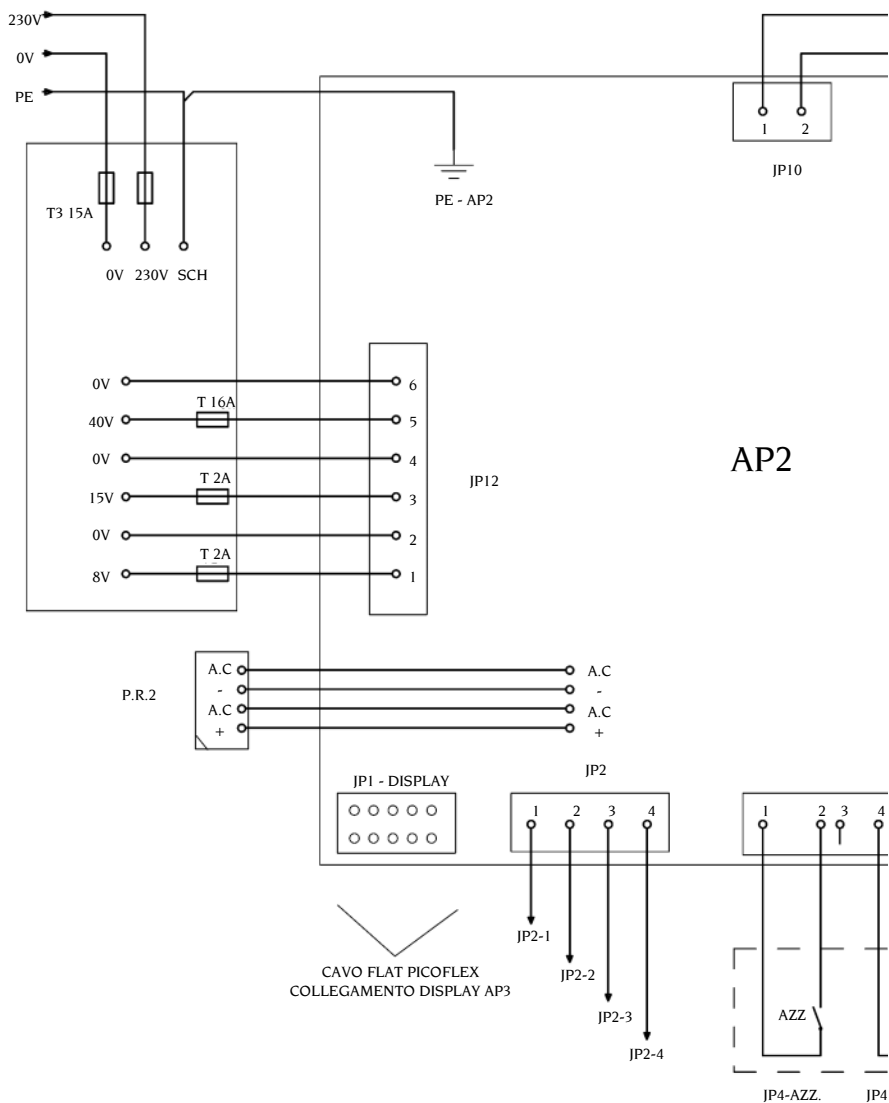 230V
0V
PE
1 2
JP10
PE - AP2
T3 15A
0V 230V SCH
0V 6
T 16A
40V 5
0V 4
T 2A
15V 3
JP12
AP2
0V 2
T 2A
8V 1
P.R.2
A.C A.C
- -
A.C A.C
+ +
JP2
JP1 - DISPLAY
1 2 3 4
1 2 3 4
JP2-1
JP2-2
JP2-3
JP2-4
CAVO FLAT PICOFLEX
COLLEGAMENTO DISPLAY AP3
AZZ
JP4-AZZ. JP4